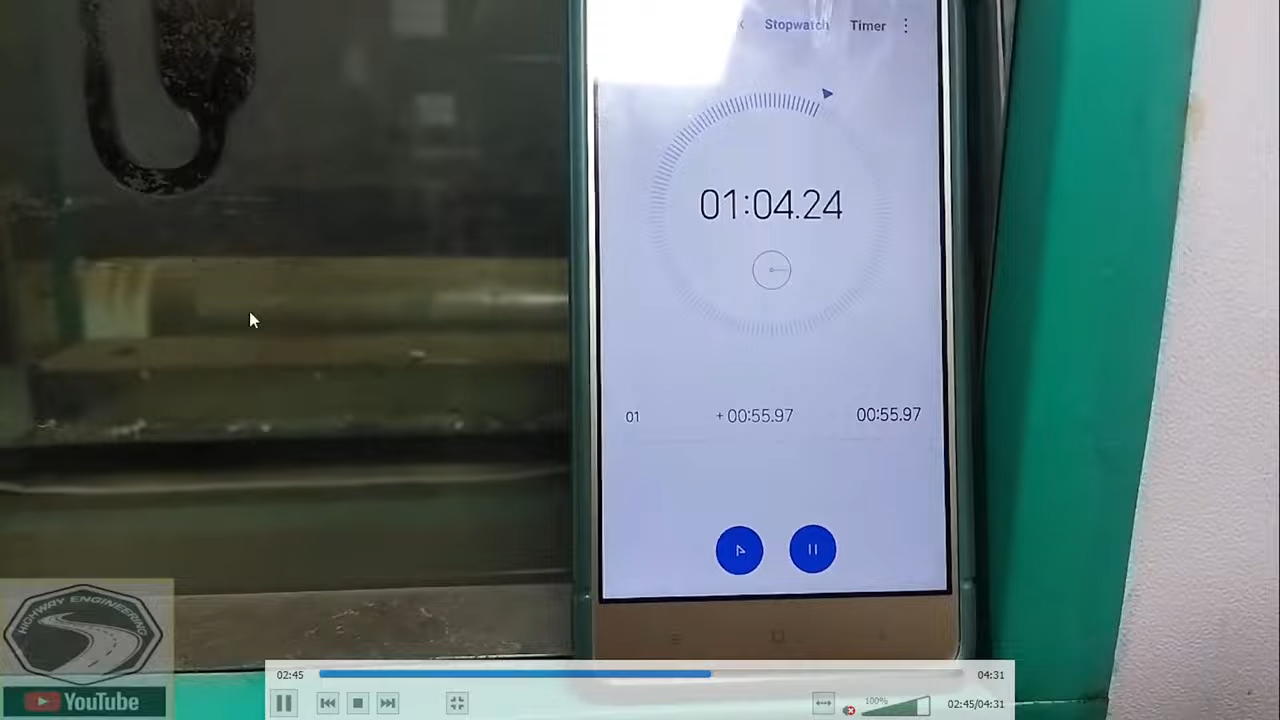 Stopwatch Timer
01:04.24
01 + 00:55.97 00:55.97
HIGHWAY ENGINEERING
YouTube
02:45 04:31
100%
02:45/04:31